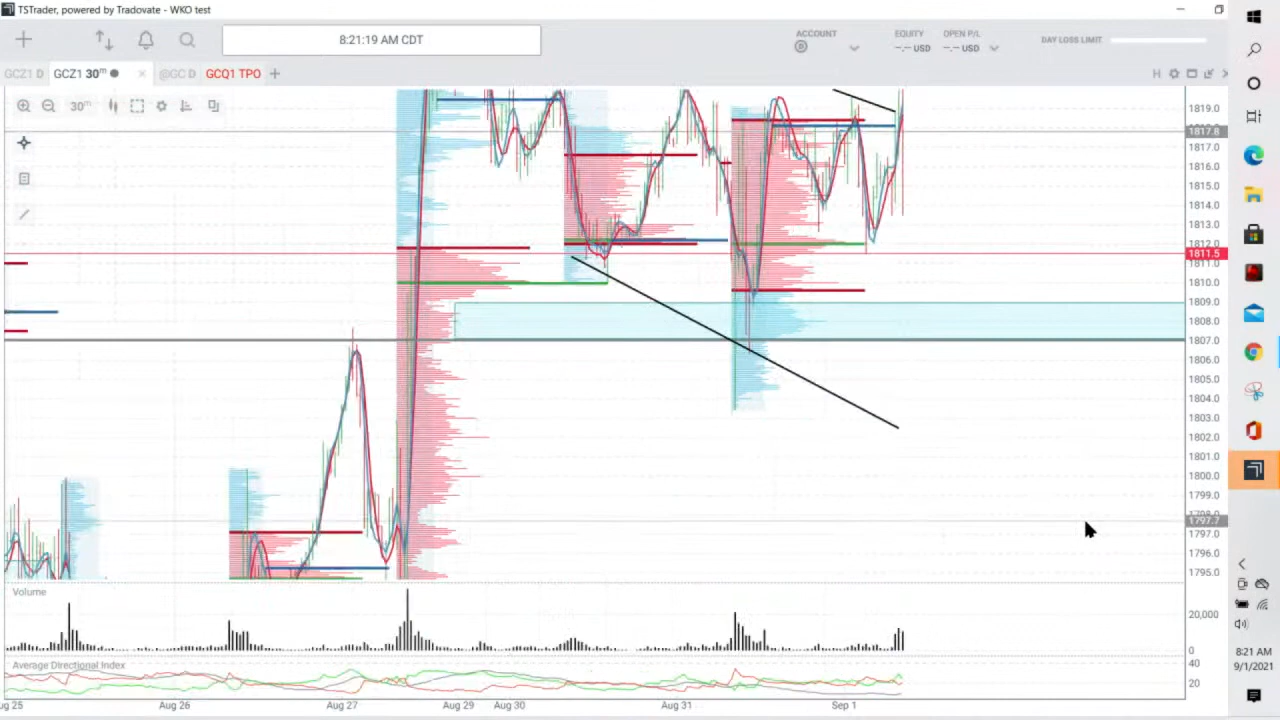 TSTrader, powered by Tradovate - WKO test
8:21:19 AM CDT
ACCOUNT
EQUITY
-.-- USD
OPEN P/L
-.-- USD
DAY LOSS LIMIT
GCZ1 D
GCZ1 30m
@GC D
GCQ1 TPO
H
30m
1819.0
1817.8
1817.0
1816.0
1815.0
1814.0
1813.0
1812.0
1811.5
1811.0
1810.0
1809.0
1808.0
1807.0
1806.0
1805.0
1804.0
1803.0
1802.0
1801.0
1800.0
1799.0
1797.7
1797.0
1796.0
1795.0
Volume
20,000
0
Average Directional Index
40
20
ug 25
Aug 26
Aug 27
Aug 29
Aug 30
Aug 31
Sep 1
8:21 AM
9/1/2021